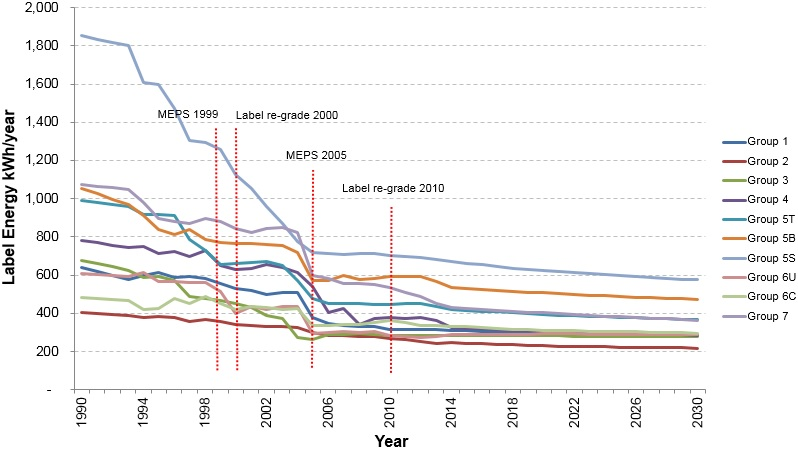 Label Energy kWh/year
2,000
1,800
1,600
1,400
1,200
1,000
800
600
400
200
-
MEPS 1999
Label re-grade 2000
MEPS 2005
Label re-grade 2010
1990
1994
1998
2002
2006
2010
2014
2018
2022
2026
2030
Year
Group 1
Group 2
Group 3
Group 4
Group 5T
Group 5B
Group 5S
Group 6U
Group 6C
Group 7